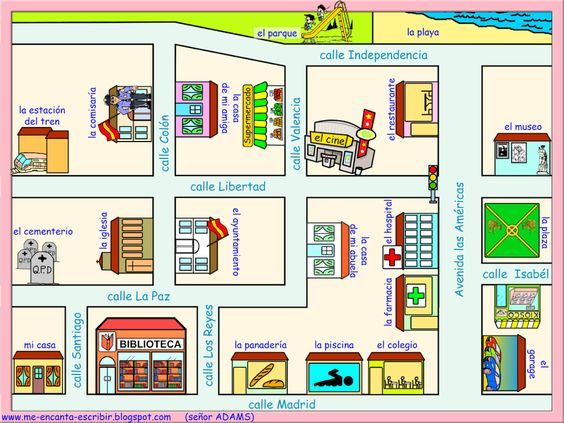 el parque
la playa
calle Independencia
la estación
del tren
la comisaría
calle Colón
la casa
de mi amiga
Supermercado
calle Valencia
el cine
el restaurante
el museo
calle Libertad
Avenida las Américas
el cementerio
Q.P.D
Q.P.D
la iglesia
el ayuntamiento
la casa
de mi abuela
el hospital
la plaza
calle Isabél
calle La Paz
la farmacia
mi casa
calle Santiago
BIBLIOTECA
calle Los Reyes
la panadería
la piscina
el colegio
el garage
calle Madrid
www.me-encanta-escribir.blogspot.com (señor ADAMS)